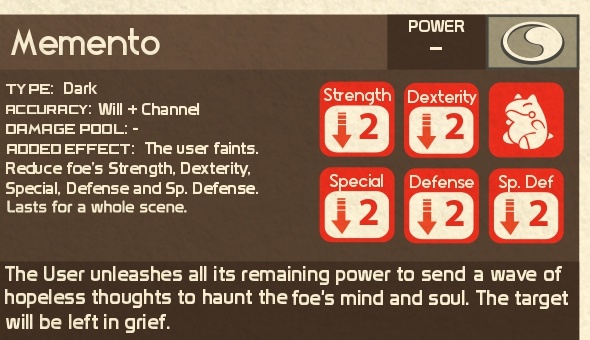 Memento
POWER
–
TYPE: Dark
ACCURACY: Will + Channel
DAMAGE POOL: -
ADDED EFFECT: The user faints.
Reduce foe's Strength, Dexterity,
Special, Defense and Sp. Defense.
Lasts for a whole scene.
Strength
2
Dexterity
2
Special
2
Defense
2
Sp. Def
2
The User unleashes all its remaining power to send a wave of
hopeless thoughts to haunt the foe's mind and soul. The target
will be left in grief.